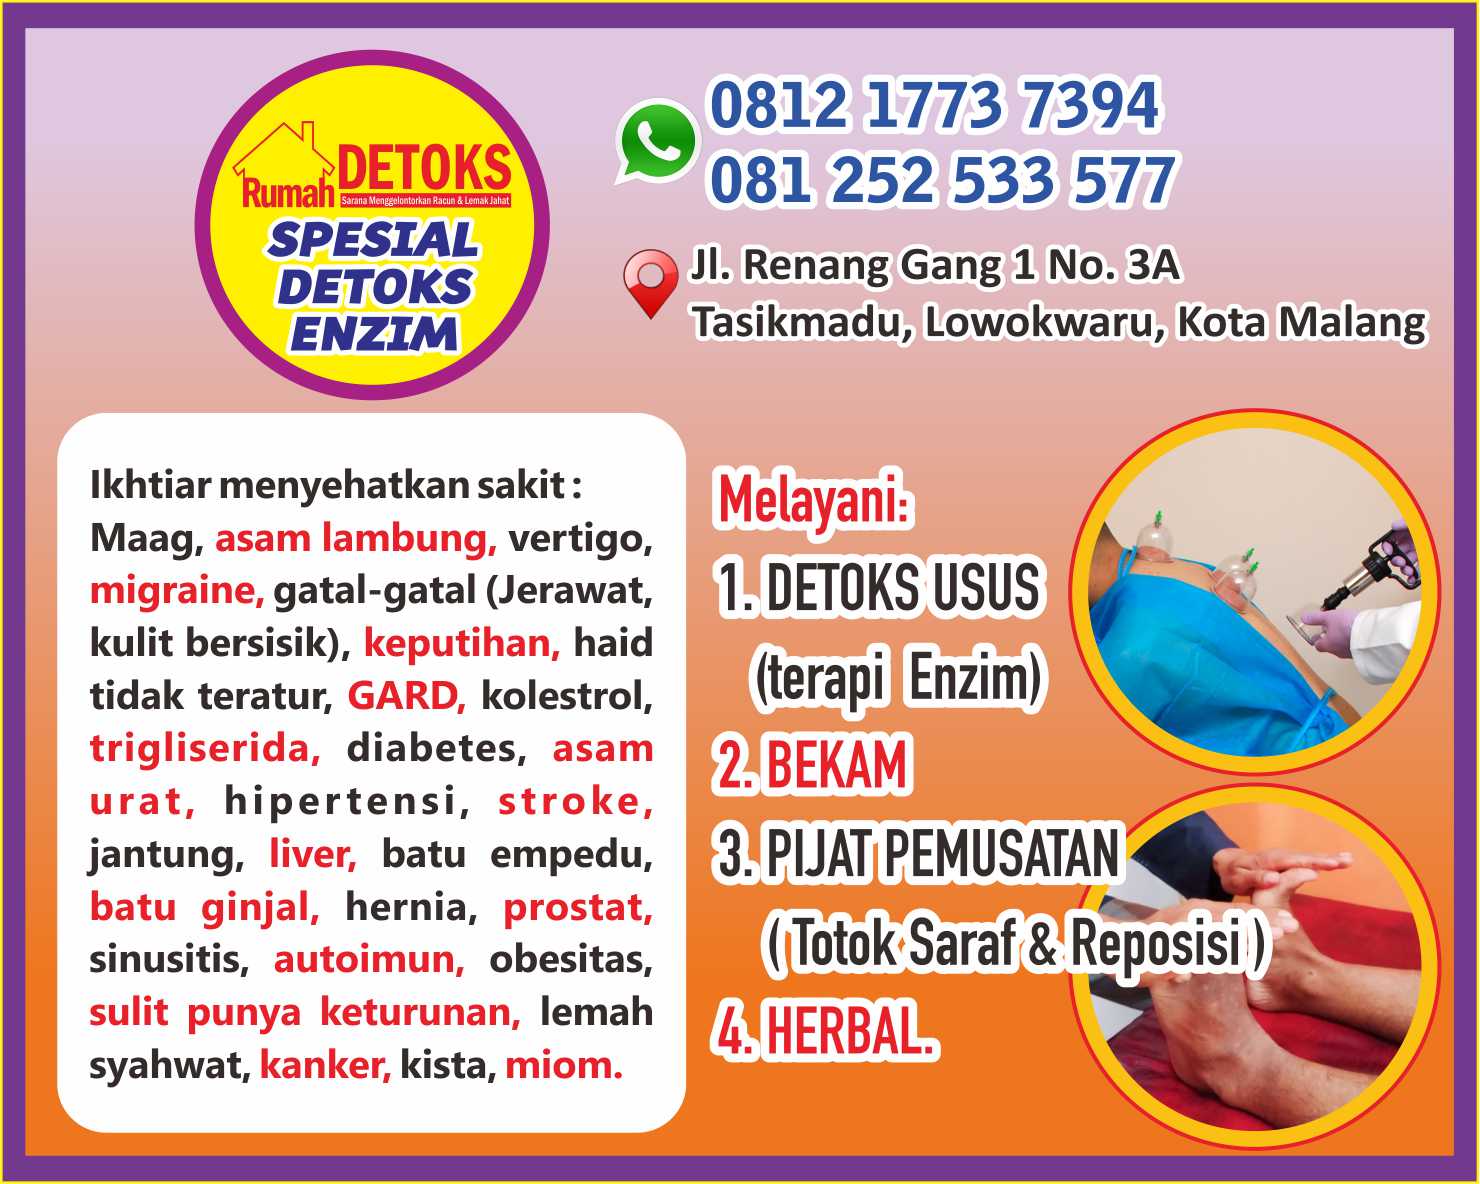 Rumah DETOKS
Sarana Menggelontorkan Racun & Lemak Jahat
SPESIAL
DETOKS
ENZIM
0812 1773 7394
081 252 533 577
Jl. Renang Gang 1 No. 3A
Tasikmadu, Lowokwaru, Kota Malang
Ikhtiar menyehatkan sakit :
Maag, asam lambung, vertigo,
migraine, gatal-gatal (Jerawat,
kulit bersisik), keputihan, haid
tidak teratur, GARD, kolestrol,
trigliserida, diabetes, asam
urat, hipertensi, stroke,
jantung, liver, batu empedu,
batu ginjal, hernia, prostat,
sinusitis, autoimun, obesitas,
sulit punya keturunan, lemah
syahwat, kanker, kista, miom.
Melayani:
1. DETOKS USUS
(terapi Enzim)
2. BEKAM
3. PIJAT PEMUSATAN
( Totok Saraf & Reposisi )
4. HERBAL.